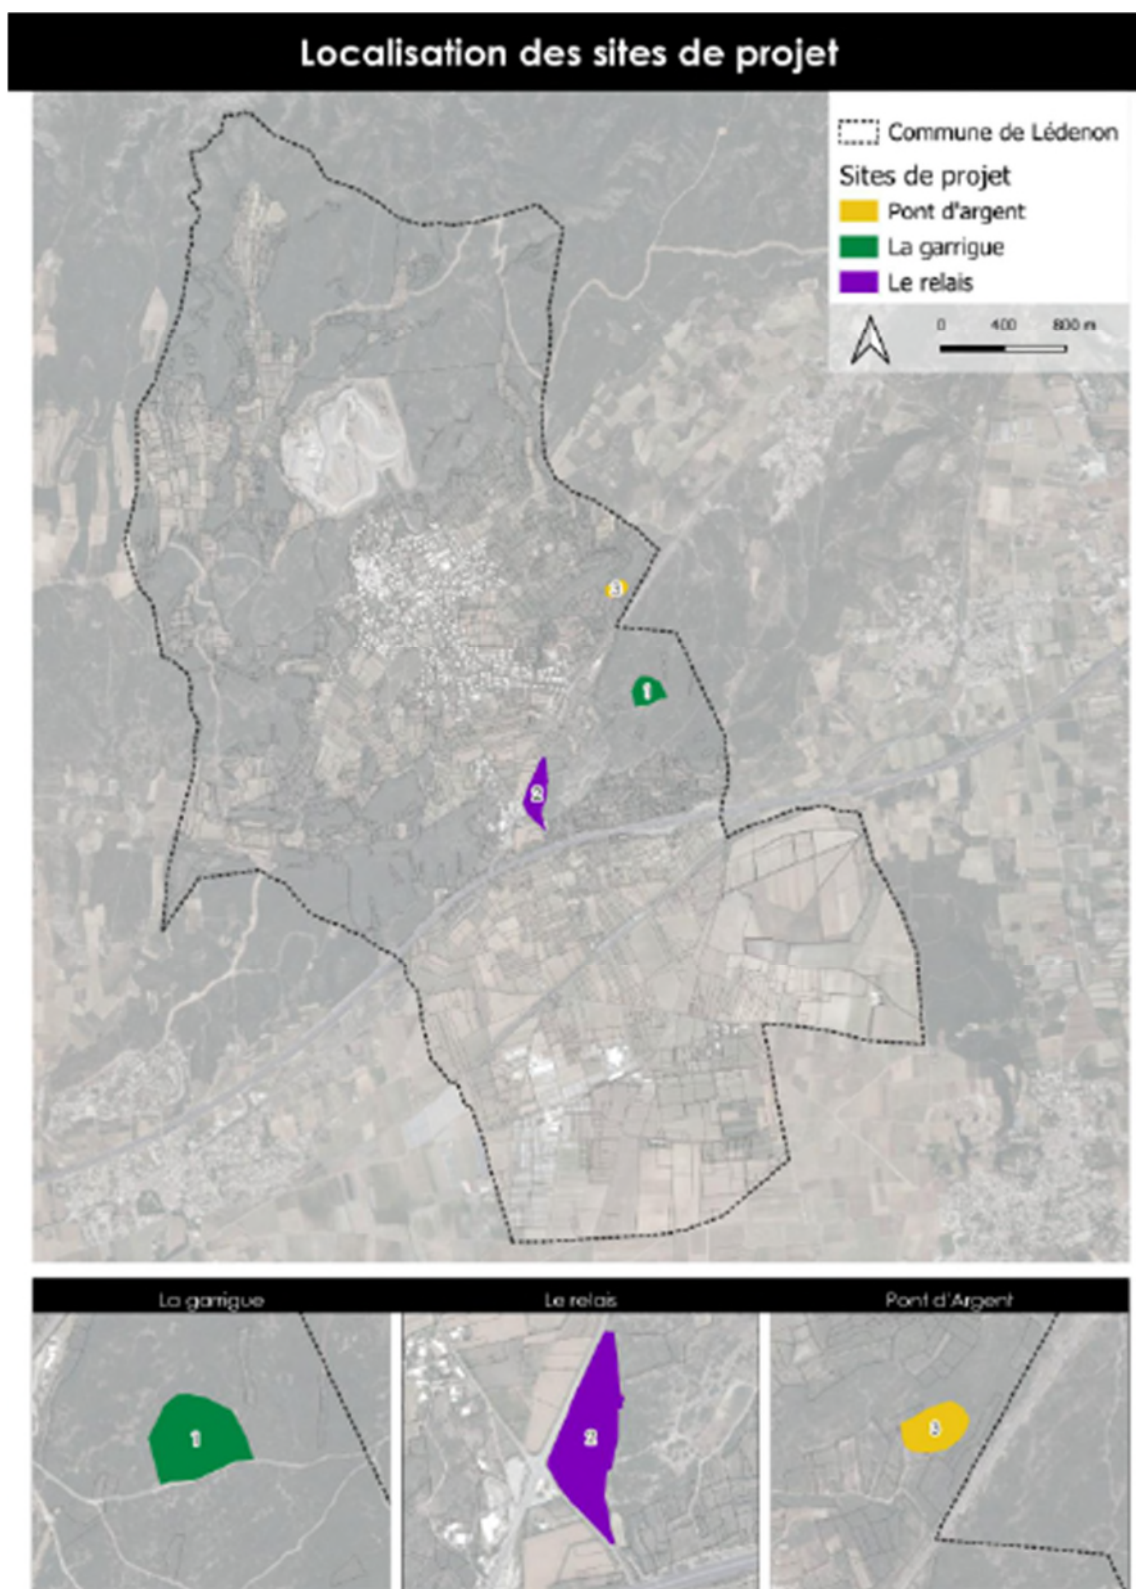 Localisation des sites de projet
Commune de Lédenon
Sites de projet
Pont d'argent
La garrigue
Le relais
0 400 800 m
3
1
2
La garrigue
Le relais
Pont d'Argent
1
2
3